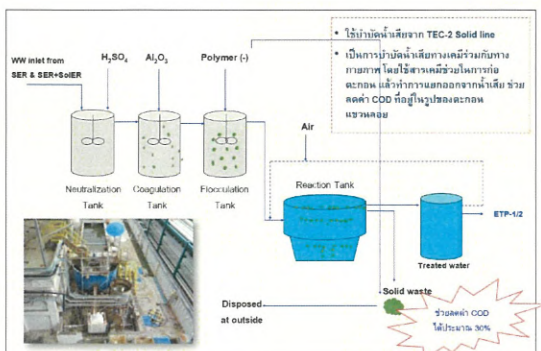 WW inlet from
SER & SER+SolER
H₂SO₄
Al₂O₃
Polymer (-)
• ใช้บำบัดน้ำเสียจาก TEC-2 Solid line
• เป็นการบำบัดน้ำเสียทางเคมีร่วมกับทาง
กายภาพ โดยใช้สารเคมีช่วยในการก่อ
ตะกอน แล้วทำการแยกออกจากน้ำเสีย ช่วย
ลดค่า COD ที่อยู่ในรูปของตะกอน
แขวนลอย
Air
Neutralization
Tank
Coagulation
Tank
Flocculation
Tank
Reaction Tank
ETP-1/2
Treated water
Solid waste
Disposed
at outside
ช่วยลดค่า COD
ได้ประมาณ 30%